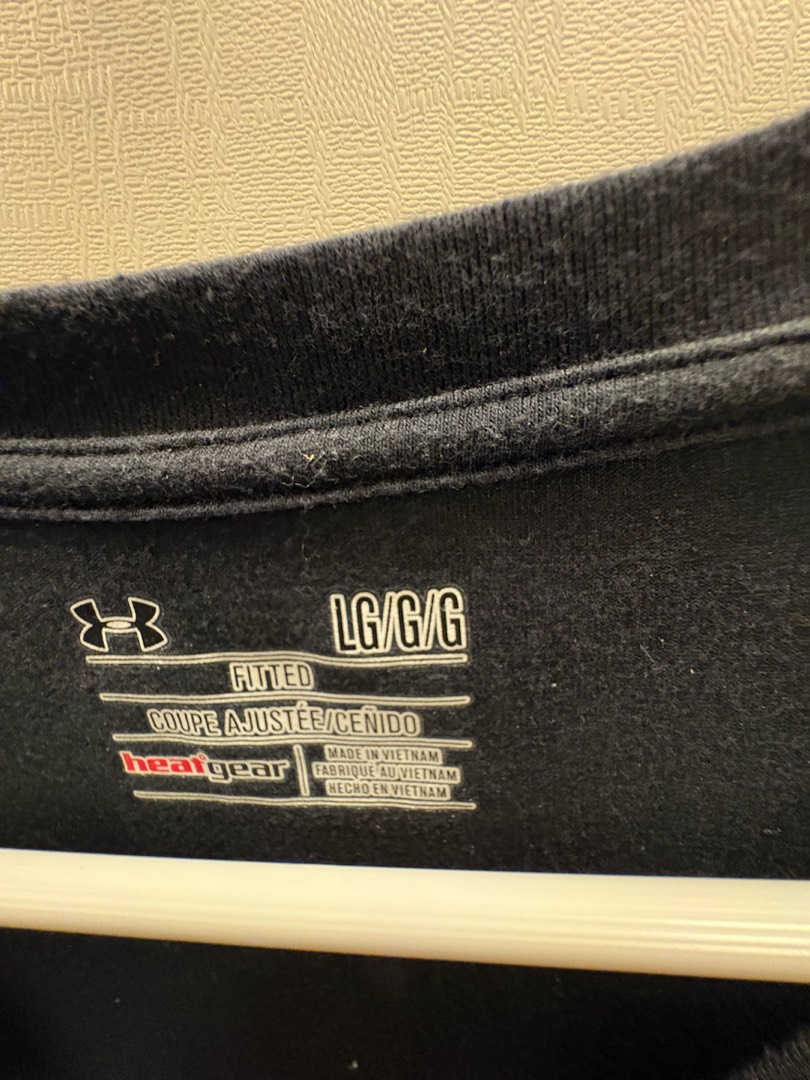 LG/G/G
FITTED
COUPE AJUSTÉE/CEÑIDO
heatgear
MADE IN VIETNAM
FABRIQUÉ AU VIETNAM
HECHO EN VIETNAM